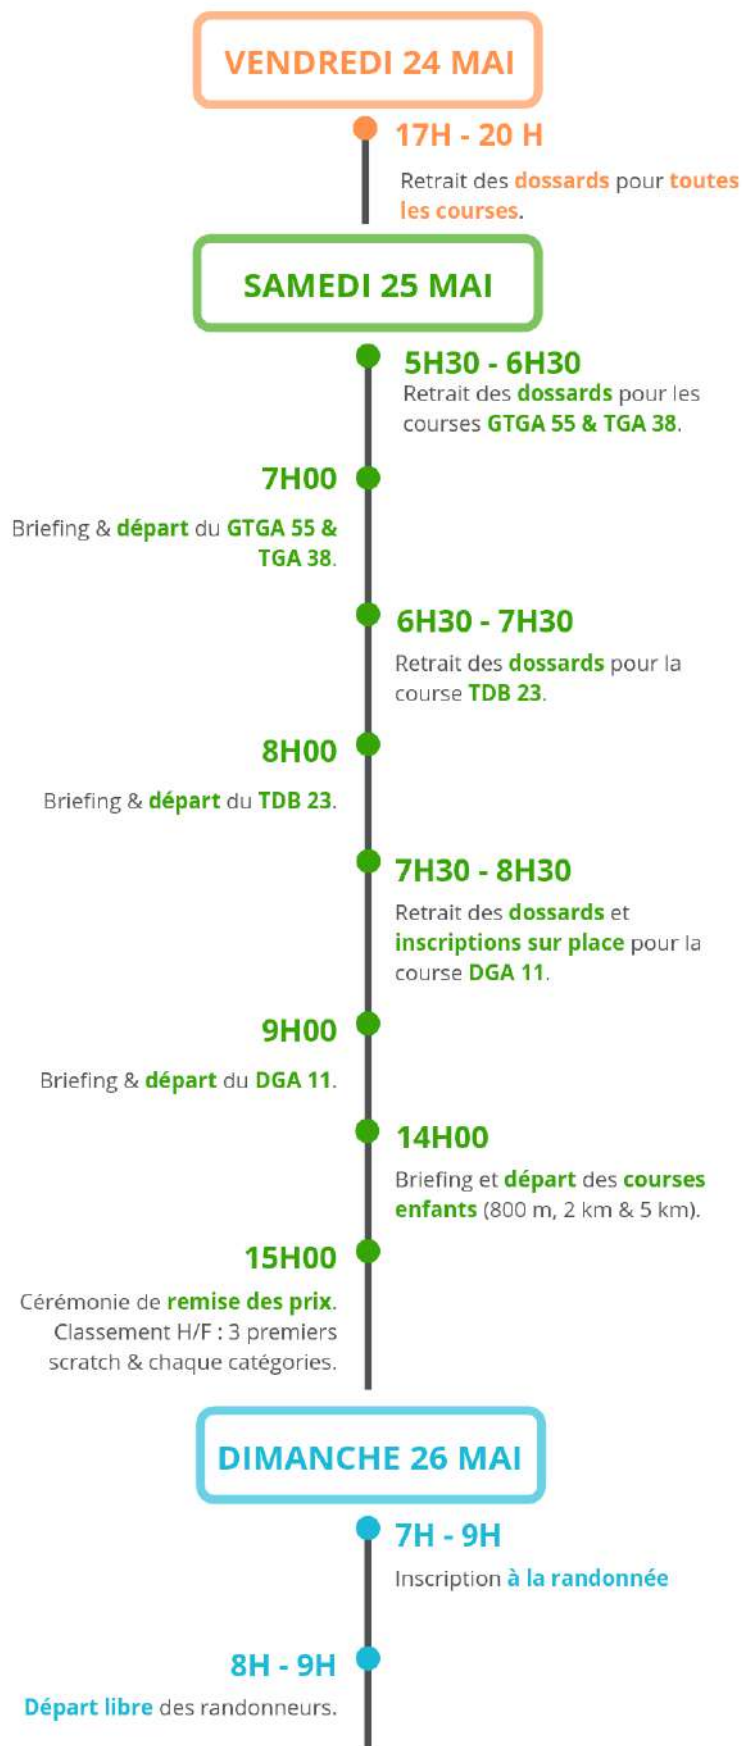 VENDREDI 24 MAI
17H - 20 H
Retrait des dossards pour toutes
les courses.
SAMEDI 25 MAI
5H30 - 6H30
Retrait des dossards pour les
courses GTGA 55 & TGA 38.
7H00
Briefing & départ du GTGA 55 &
TGA 38.
6H30 - 7H30
Retrait des dossards pour la
course TDB 23.
8H00
Briefing & départ du TDB 23.
7H30 - 8H30
Retrait des dossards et
inscriptions sur place pour la
course DGA 11.
9H00
Briefing & départ du DGA 11.
14H00
Briefing et départ des courses
enfants (800 m, 2 km & 5 km).
15H00
Cérémonie de remise des prix.
Classement H/F : 3 premiers
scratch & chaque catégories.
DIMANCHE 26 MAI
7H - 9H
Inscription à la randonnée
8H - 9H
Départ libre des randonneurs.